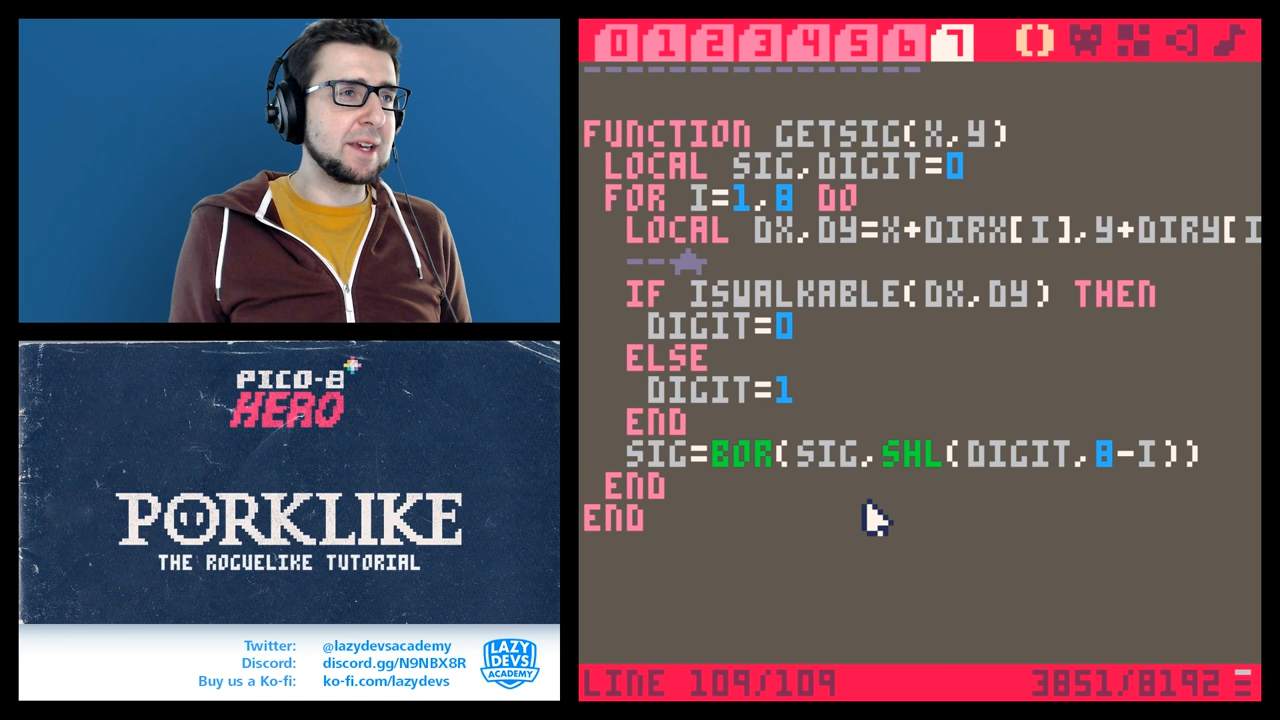 0 1 2 3 4 5 6 7 ()
FUNCTION GETSIG(X,Y)
LOCAL SIG,DIGIT=0
FOR I=1,8 DO
LOCAL DX,DY=X+DIRX[I],Y+DIRY[I
--
IF ISWALKABLE(DX,DY) THEN
DIGIT=0
ELSE
DIGIT=1
END
SIG=BOR(SIG,SHL(DIGIT,8-I))
END
END
LINE 109/109 3851/8192
PICO-8
HERO
PORKLIKE
THE ROGUELIKE TUTORIAL
Twitter: @lazydevsacademy
Discord: discord.gg/N9NBX8R
Buy us a Ko-fi: ko-fi.com/lazydevs
LAZY
DEVS
ACADEMY